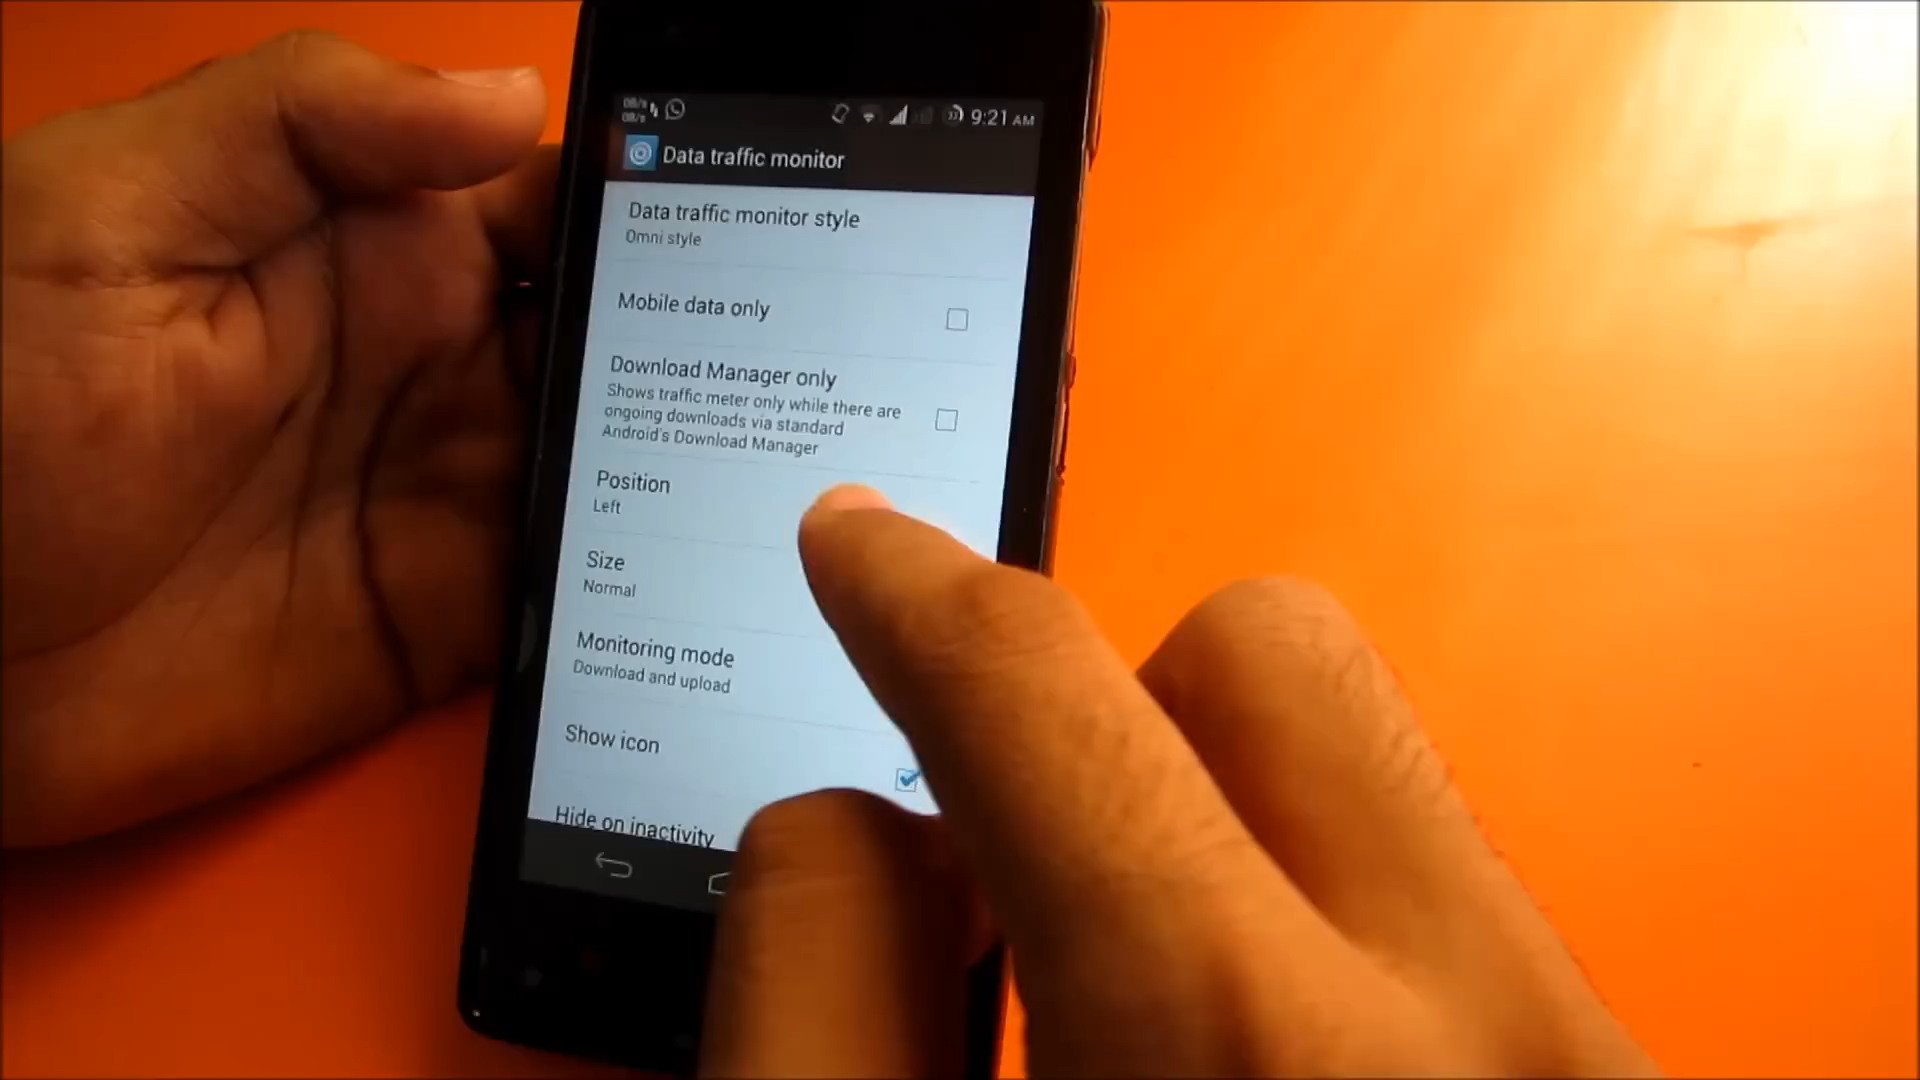 0B/s
0B/s
9:21 AM
Data traffic monitor
Data traffic monitor style
Omni style
Mobile data only
Download Manager only
Shows traffic meter only while there are
ongoing downloads via standard
Android's Download Manager
Position
Left
Size
Normal
Monitoring mode
Download and upload
Show icon
Hide on inactivity